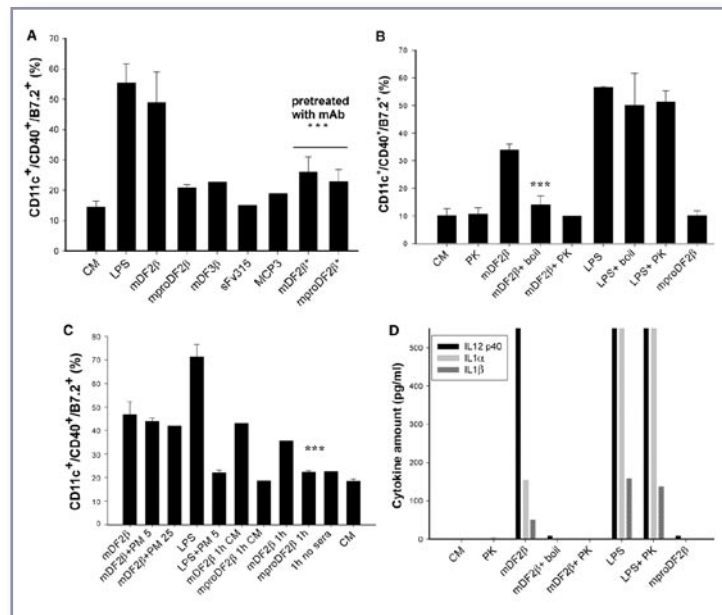 A
CD11c+/CD40+/B7.2+ (%)
70
60
50
40
30
20
10
0
pretreated
with mAb
***
CM
LPS
mDF2β
mproDF2β
mDF3β
sFv315
MCP3
mDF2β*
mproDF2β*
B
CD11c+/CD40+/B7.2+ (%)
70
60
50
40
30
20
10
0
***
CM
PK
mDF2β
mDF2β+ boil
mDF2β+ PK
LPS
LPS+ boil
LPS+ PK
mproDF2β
C
CD11c+/CD40+/B7.2+ (%)
80
70
60
50
40
30
20
10
0
***
mDF2β
mDF2β+PM 5
mDF2β+PM 25
LPS
LPS+PM 5
mDF2β 1h CM
mproDF2β 1h CM
mDF2β 1h
mproDF2β 1h
1h no sera
CM
D
Cytokine amount (pg/ml)
500
400
300
200
100
0
IL12 p40
IL1α
IL1β
CM
PK
mDF2β
mDF2β+ boil
mDF2β+ PK
LPS
LPS+ PK
mproDF2β